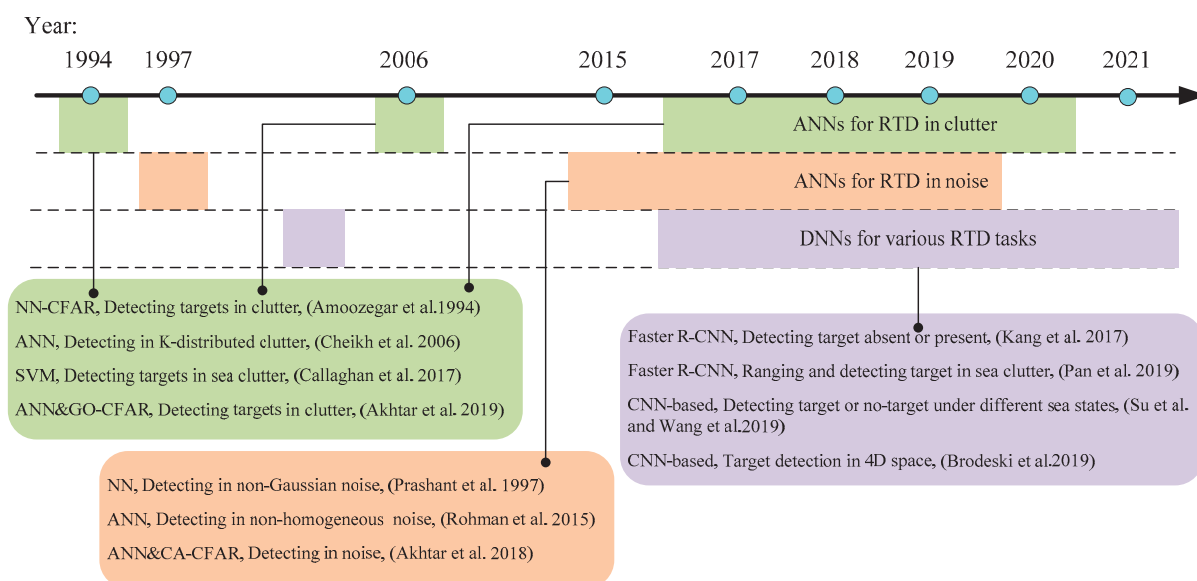 Year:
1994 1997 2006 2015 2017 2018 2019 2020 2021
ANNs for RTD in clutter
ANNs for RTD in noise
DNNs for various RTD tasks
NN-CFAR, Detecting targets in clutter, (Amoozegar et al.1994)
ANN, Detecting in K-distributed clutter, (Cheikh et al. 2006)
SVM, Detecting targets in sea clutter, (Callaghan et al. 2017)
ANN&GO-CFAR, Detecting targets in clutter, (Akhtar et al. 2019)
Faster R-CNN, Detecting target absent or present, (Kang et al. 2017)
Faster R-CNN, Ranging and detecting target in sea clutter, (Pan et al. 2019)
CNN-based, Detecting target or no-target under different sea states, (Su et al.
and Wang et al.2019)
CNN-based, Target detection in 4D space, (Brodeski et al.2019)
NN, Detecting in non-Gaussian noise, (Prashant et al. 1997)
ANN, Detecting in non-homogeneous noise, (Rohman et al. 2015)
ANN&CA-CFAR, Detecting in noise, (Akhtar et al. 2018)